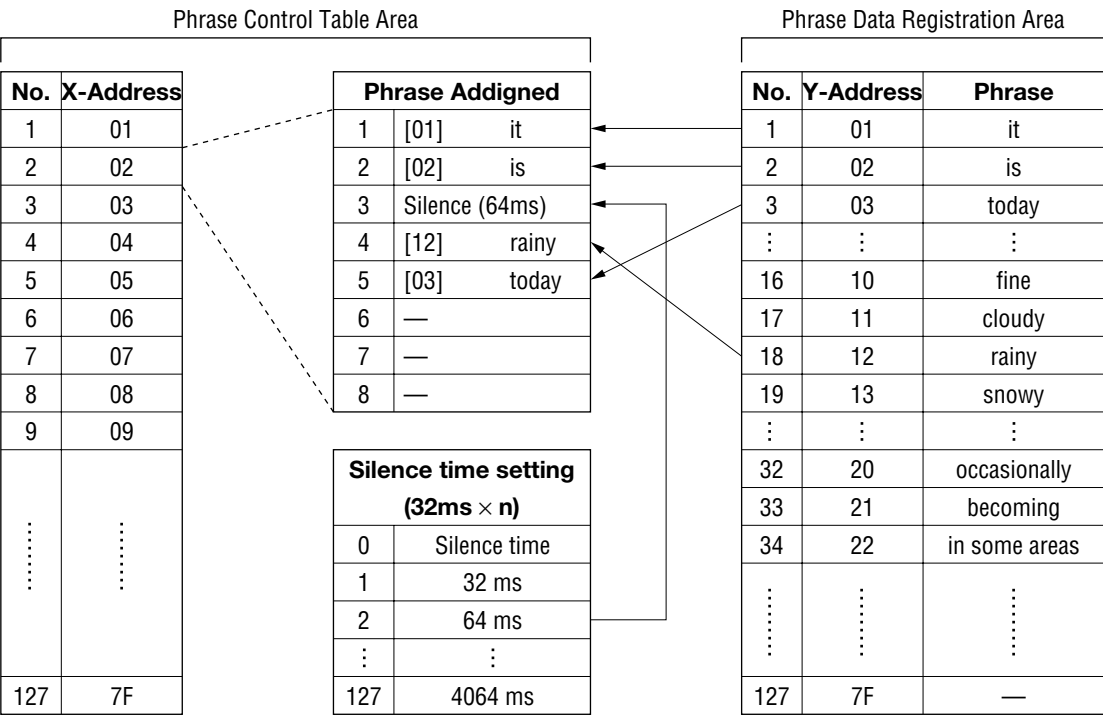 Phrase Control Table Area
Phrase Data Registration Area
No. X-Address
1 01
2 02
3 03
4 04
5 05
6 06
7 07
8 08
9 09
127 7F
Phrase Addigned
1 [01] it
2 [02] is
3 Silence (64ms)
4 [12] rainy
5 [03] today
6 —
7 —
8 —
Silence time setting
(32ms × n)
0 Silence time
1 32 ms
2 64 ms
⋮ ⋮
127 4064 ms
No. Y-Address Phrase
1 01 it
2 02 is
3 03 today
⋮ ⋮ ⋮
16 10 fine
17 11 cloudy
18 12 rainy
19 13 snowy
⋮ ⋮ ⋮
32 20 occasionally
33 21 becoming
34 22 in some areas
127 7F —